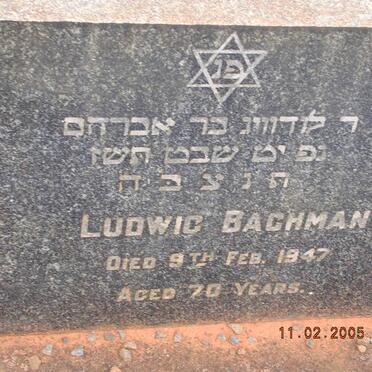 פנ
ר לודוויג בר אברהם
נפ יט שבט תשז
ת נ צ ב ה
LUDWIG BACHMAN
DIED 9TH FEB. 1947
AGED 70 YEARS.
11.02.2005